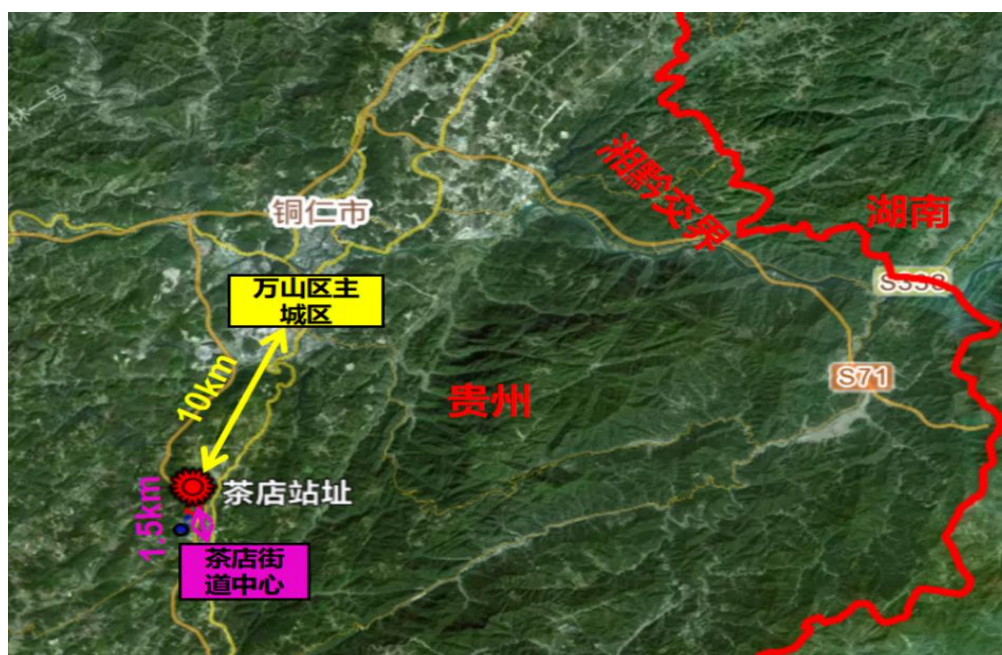 湘黔交界
湖南
铜仁市
S338
万山区主
城区
10km
S71
贵州
茶店站址
1.5km
茶店街
道中心